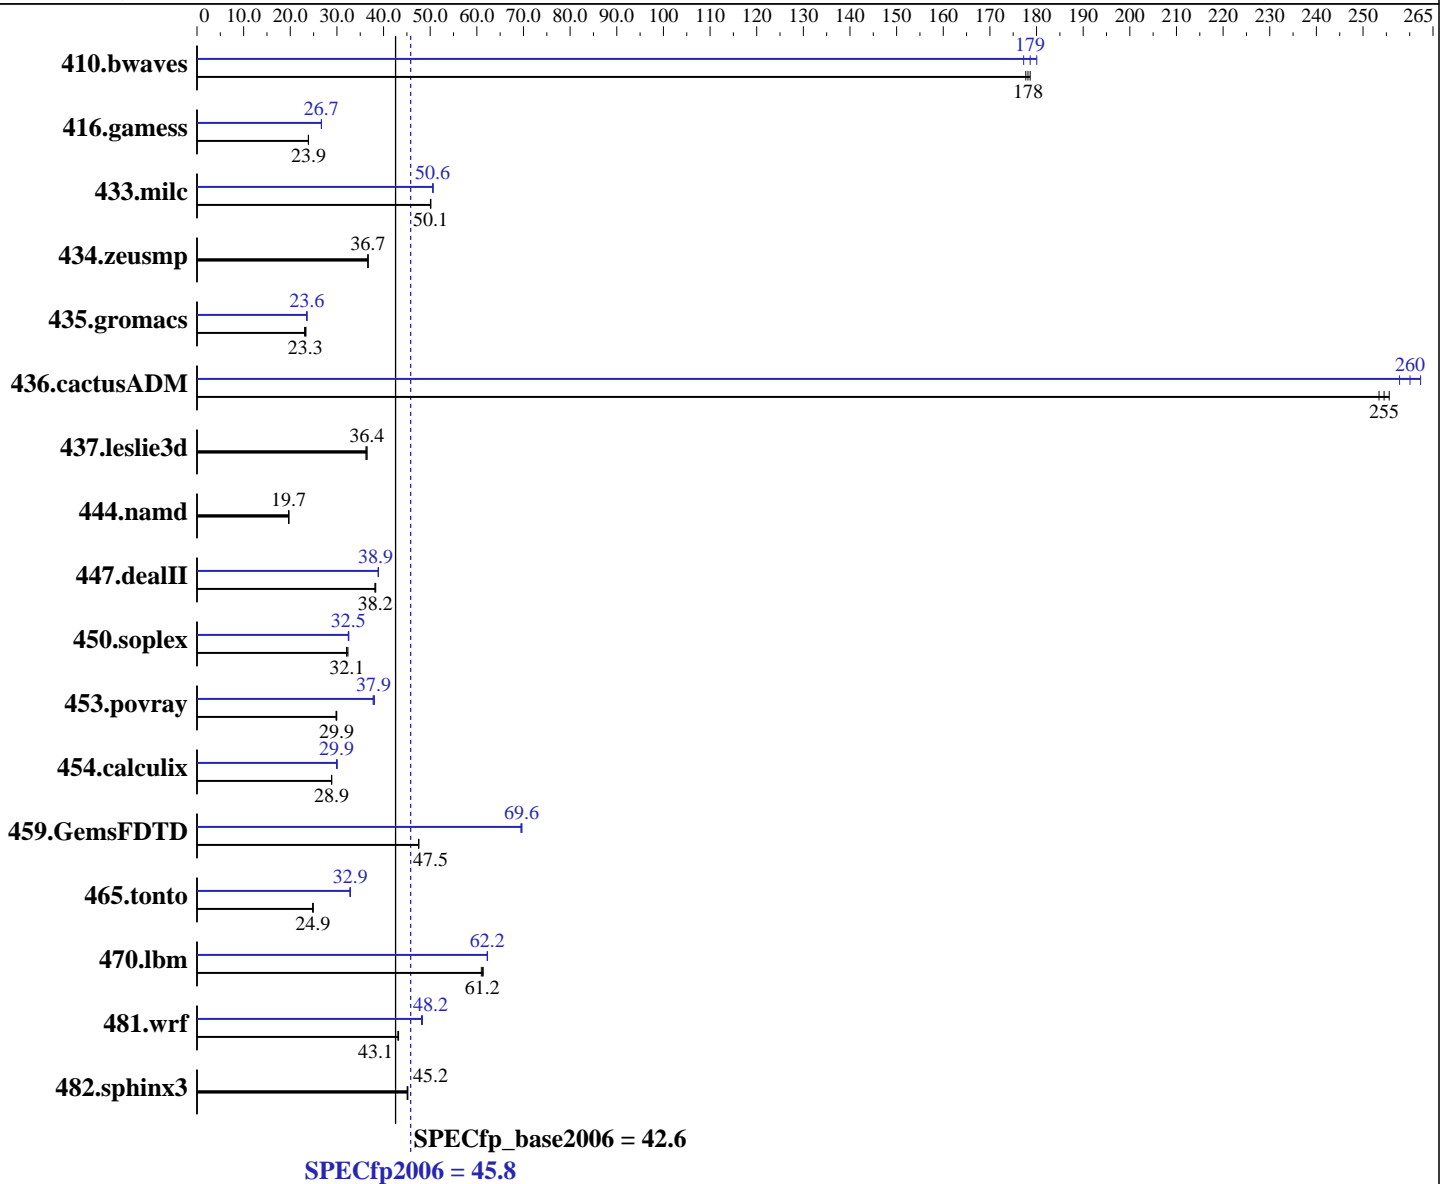 0 10.0 20.0 30.0 40.0 50.0 60.0 70.0 80.0 90.0 100 110 120 130 140 150 160 170 180 190 200 210 220 230 240 250 265
179
410.bwaves
178
26.7
416.gamess
23.9
50.6
433.milc
50.1
36.7
434.zeusmp
23.6
435.gromacs
23.3
260
436.cactusADM
255
36.4
437.leslie3d
19.7
444.namd
38.9
447.dealII
38.2
32.5
450.soplex
32.1
37.9
453.povray
29.9
29.9
454.calculix
28.9
69.6
459.GemsFDTD
47.5
32.9
465.tonto
24.9
62.2
470.lbm
61.2
48.2
481.wrf
43.1
45.2
482.sphinx3
SPECfp_base2006 = 42.6
SPECfp2006 = 45.8